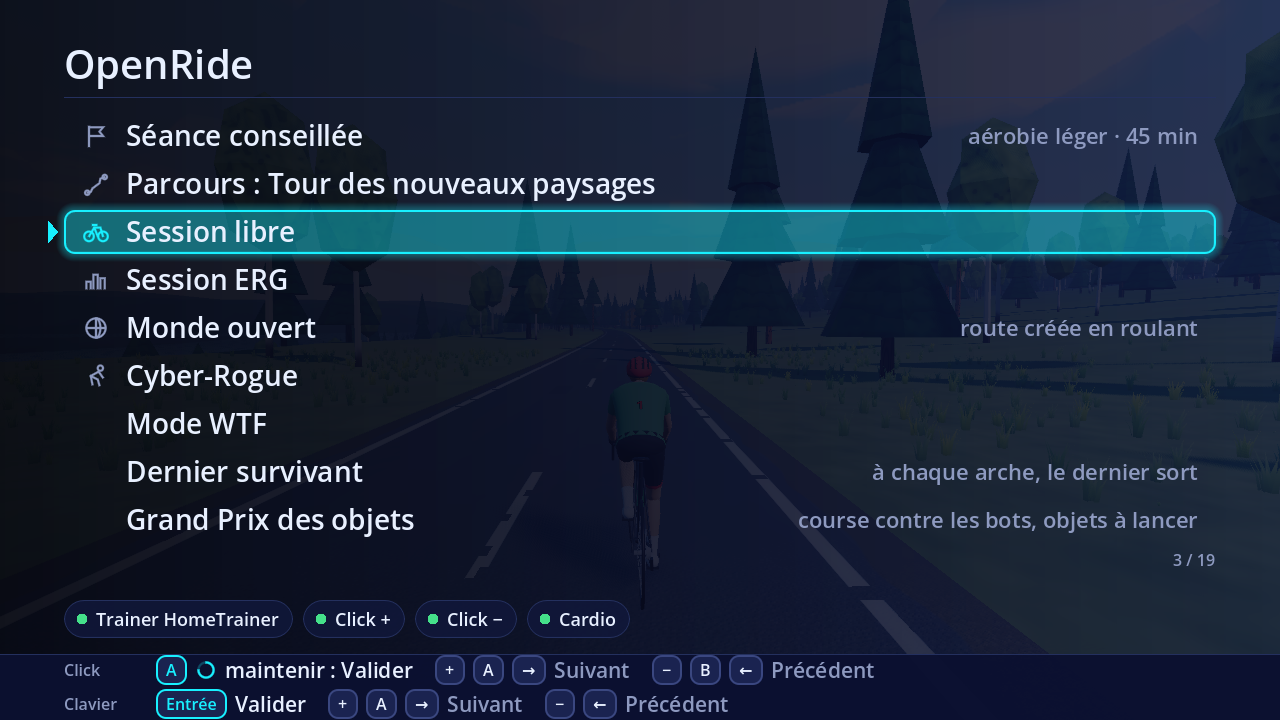 OpenRide
Séance conseillée aérobie léger · 45 min
Parcours : Tour des nouveaux paysages
Session libre
Session ERG
Monde ouvert route créée en roulant
Cyber-Rogue
Mode WTF
Dernier survivant à chaque arche, le dernier sort
Grand Prix des objets course contre les bots, objets à lancer
3 / 19
Trainer HomeTrainer Click + Click − Cardio
Click A maintenir : Valider + A → Suivant − B ← Précédent
Clavier Entrée Valider + A → Suivant − ← Précédent